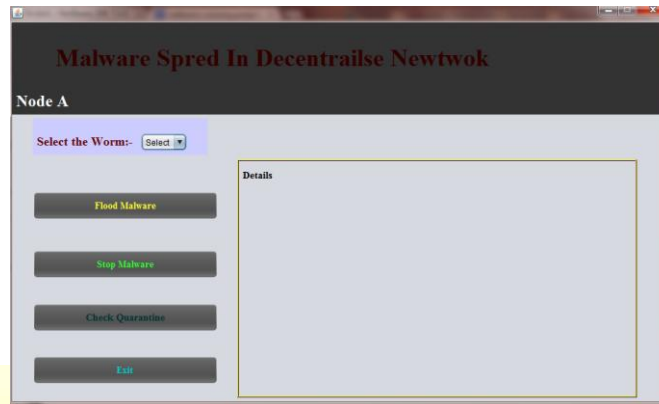 Malware Spred In Decentrailse Newtwok
Node A
Select the Worm:- Select
Details
Flood Malware
Stop Malware
Check Quarantine
Exit